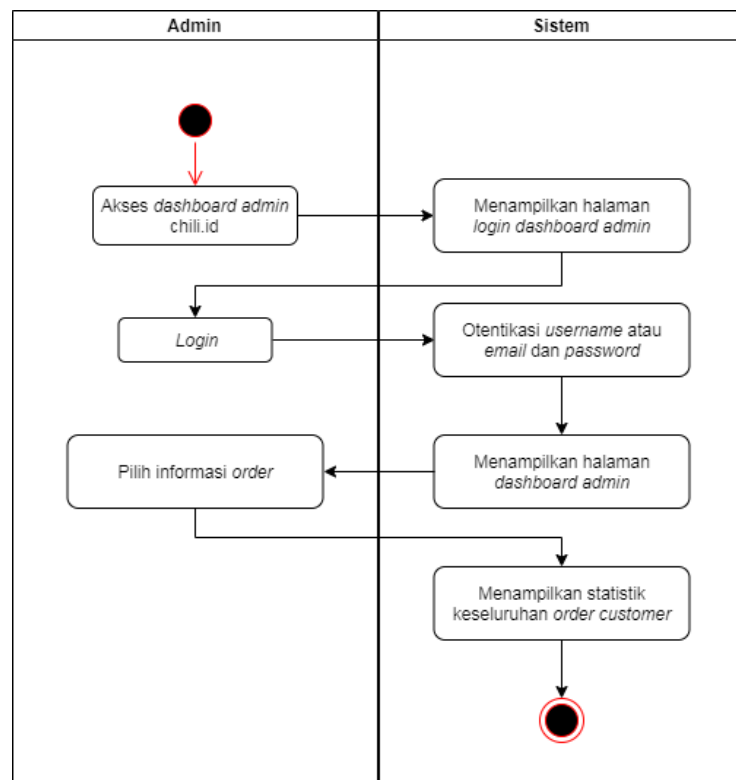 Admin
Sistem
Akses dashboard admin
chili.id
Menampilkan halaman
login dashboard admin
Login
Otentikasi username atau
email dan password
Pilih informasi order
Menampilkan halaman
dashboard admin
Menampilkan statistik
keseluruhan order customer